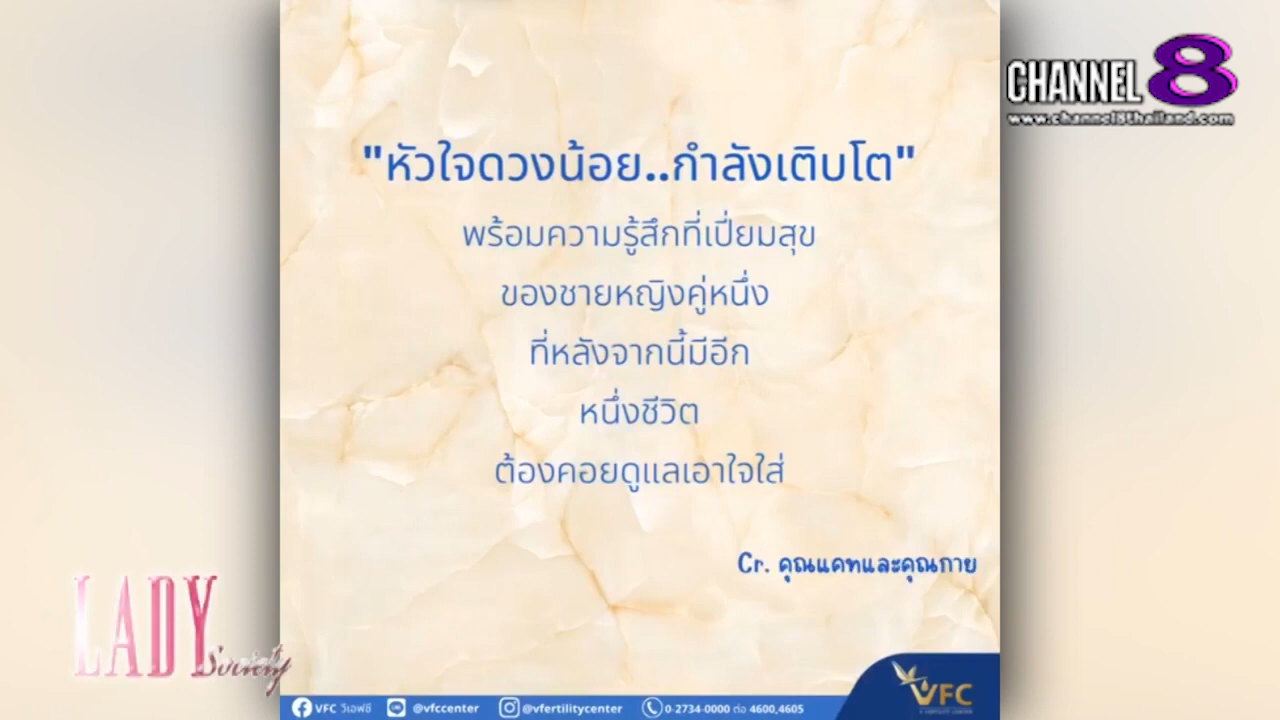 CHANNEL 8
www.channel8thailand.com
"หัวใจดวงน้อย..กำลังเติบโต"
พร้อมความรู้สึกที่เปี่ยมสุข
ของชายหญิงคู่หนึ่ง
ที่หลังจากนี้มีอีก
หนึ่งชีวิต
ต้องคอยดูแลเอาใจใส่
Cr. คุณแคทและคุณกาย
LADY
Society
VFC วีเอฟซี @vfccenter @vfertilitycenter 0-2734-0000 ต่อ 4600,4605
VFC
V FERTILITY CENTER